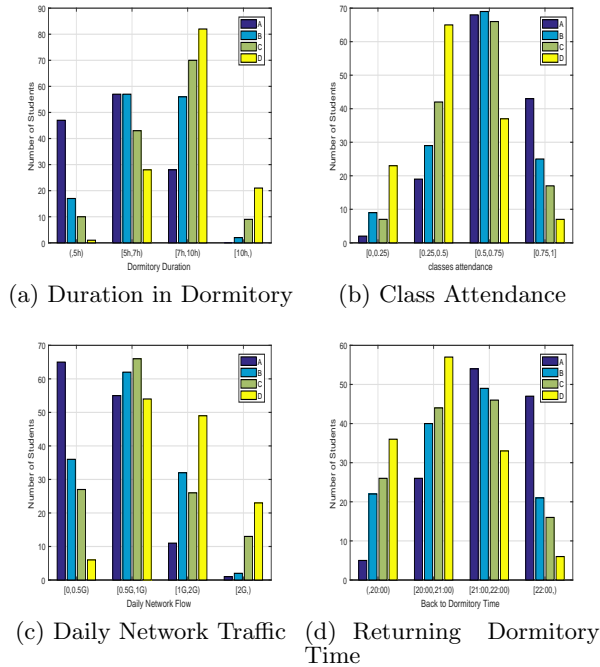 90
80
70
60
50
40
30
20
10
0
Number of Students
A
B
C
D
(,5h) [5h,7h) [7h,10h) [10h,)
Dormitory Duration
(a) Duration in Dormitory
70
60
50
40
30
20
10
0
Number of Students
A
B
C
D
[0,0.25) [0.25,0.5) [0.5,0.75) [0.75,1]
classes attendance
(b) Class Attendance
70
60
50
40
30
20
10
0
Number of Students
A
B
C
D
[0,0.5G) [0.5G,1G) [1G,2G) [2G,)
Daily Network Flow
(c) Daily Network Traffic
60
50
40
30
20
10
0
Number of Students
A
B
C
D
(,20:00) [20:00,21:00) [21:00,22:00) [22:00,)
Back to Dormitory Time
(d) Returning Dormitory
Time